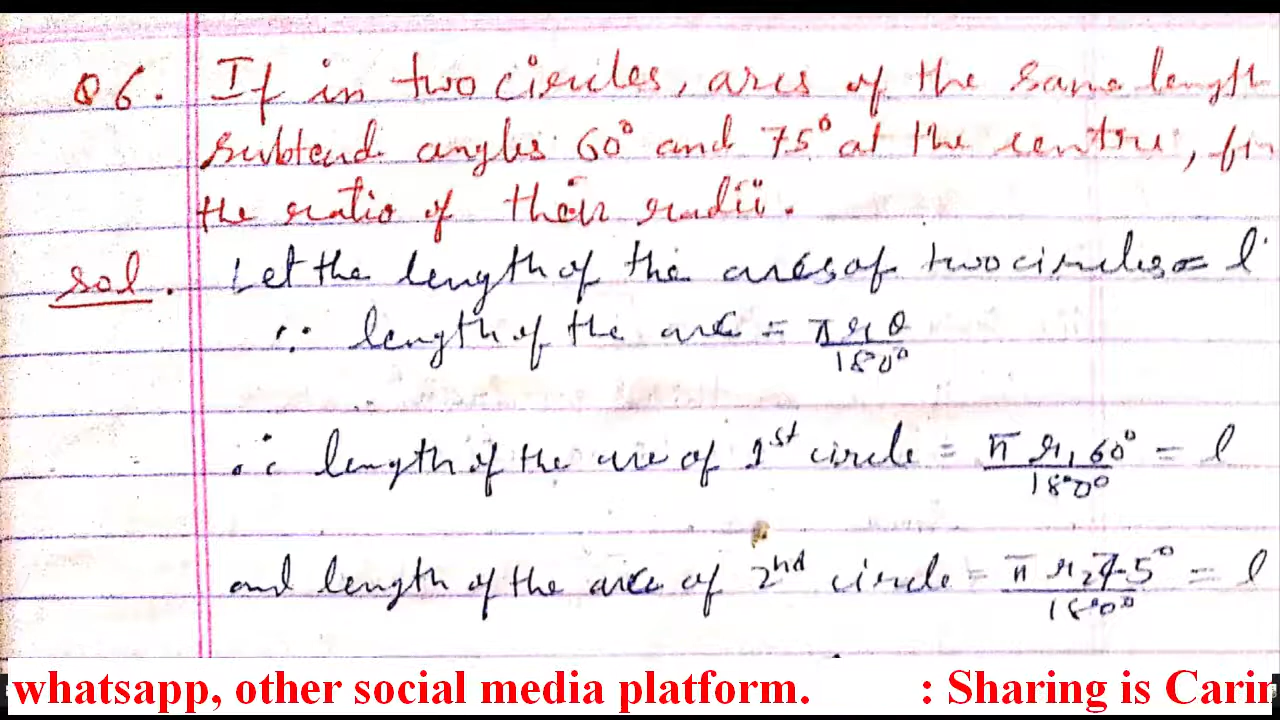 Q6. If in two circles, arcs of the same length
subtend angles 60° and 75° at the centre,
the ratio of their radii.
Sol. Let the length of the arcs of two circles = l
∴ length of the arc = πrθ/180°
∴ length of the arc of 1st circle = πr₁60°/180° = l
and length of the arc of 2nd circle = πr₂75°/180° = l
whatsapp, other social media platform. : Sharing is Carin